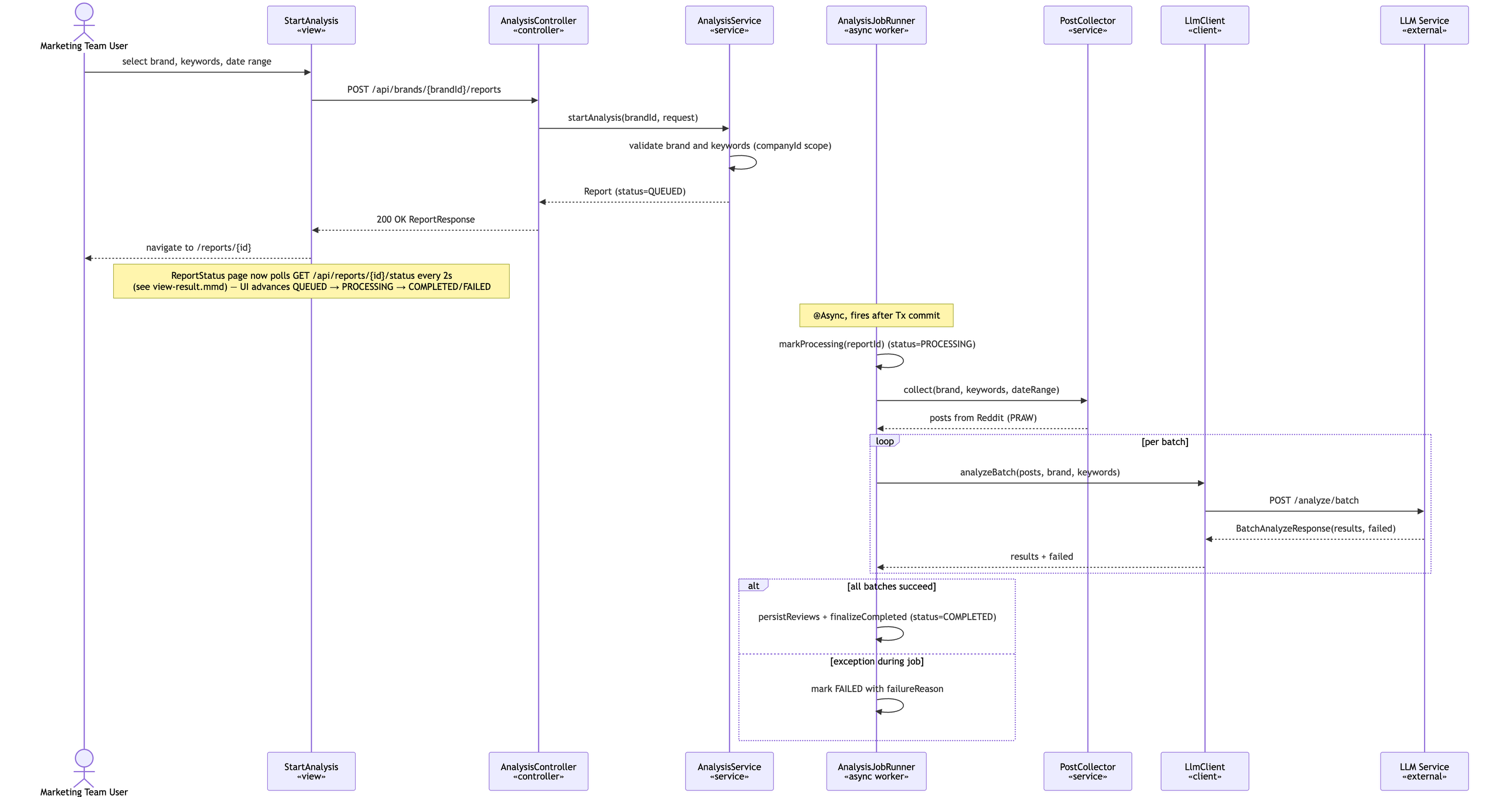 Marketing Team User
StartAnalysis
«view»
AnalysisController
«controller»
AnalysisService
«service»
AnalysisJobRunner
«async worker»
PostCollector
«service»
LlmClient
«client»
LLM Service
«external»
select brand, keywords, date range
POST /api/brands/{brandId}/reports
startAnalysis(brandId, request)
validate brand and keywords (companyId scope)
Report (status=QUEUED)
200 OK ReportResponse
navigate to /reports/{id}
ReportStatus page now polls GET /api/reports/{id}/status every 2s
(see view-result.mmd) — UI advances QUEUED → PROCESSING → COMPLETED/FAILED
@Async, fires after Tx commit
markProcessing(reportId) (status=PROCESSING)
collect(brand, keywords, dateRange)
posts from Reddit (PRAW)
loop
[per batch]
analyzeBatch(posts, brand, keywords)
POST /analyze/batch
BatchAnalyzeResponse(results, failed)
results + failed
alt
[all batches succeed]
persistReviews + finalizeCompleted (status=COMPLETED)
[exception during job]
mark FAILED with failureReason
Marketing Team User
StartAnalysis
«view»
AnalysisController
«controller»
AnalysisService
«service»
AnalysisJobRunner
«async worker»
PostCollector
«service»
LlmClient
«client»
LLM Service
«external»